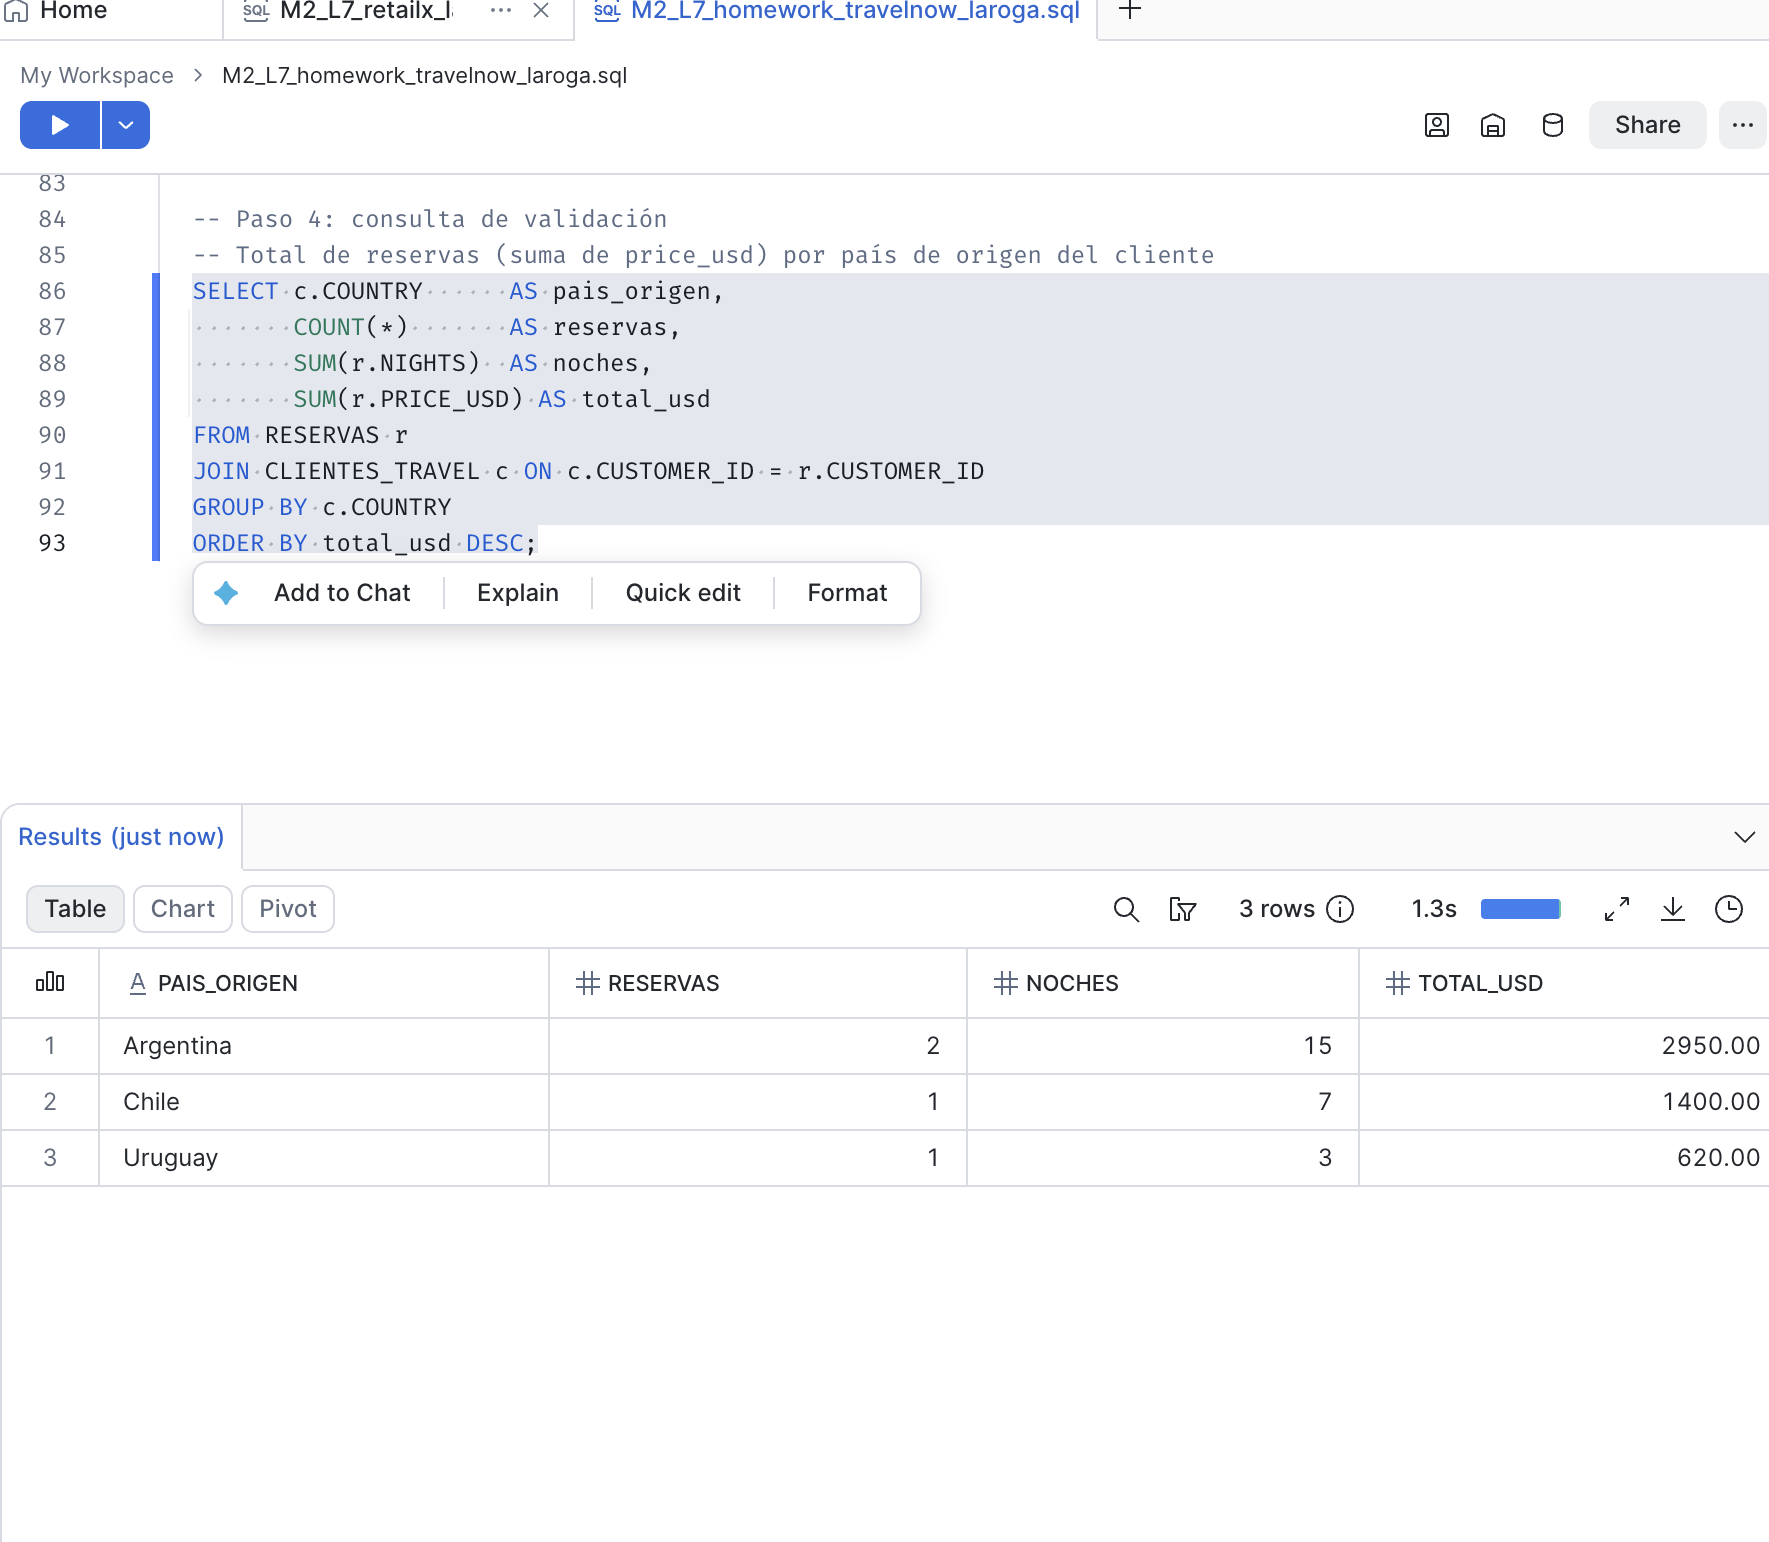 Home
SQL M2_L7_retailx_l ···
SQL M2_L7_homework_travelnow_laroga.sql
My Workspace > M2_L7_homework_travelnow_laroga.sql
Share
83
84 -- Paso 4: consulta de validación
85 -- Total de reservas (suma de price_usd) por país de origen del cliente
86 SELECT c.COUNTRY AS pais_origen,
87 COUNT(*) AS reservas,
88 SUM(r.NIGHTS) AS noches,
89 SUM(r.PRICE_USD) AS total_usd
90 FROM RESERVAS r
91 JOIN CLIENTES_TRAVEL c ON c.CUSTOMER_ID = r.CUSTOMER_ID
92 GROUP BY c.COUNTRY
93 ORDER BY total_usd DESC;
Add to Chat Explain Quick edit Format
Results (just now)
Table Chart Pivot 3 rows 1.3s
PAIS_ORIGEN RESERVAS NOCHES TOTAL_USD
1 Argentina 2 15 2950.00
2 Chile 1 7 1400.00
3 Uruguay 1 3 620.00